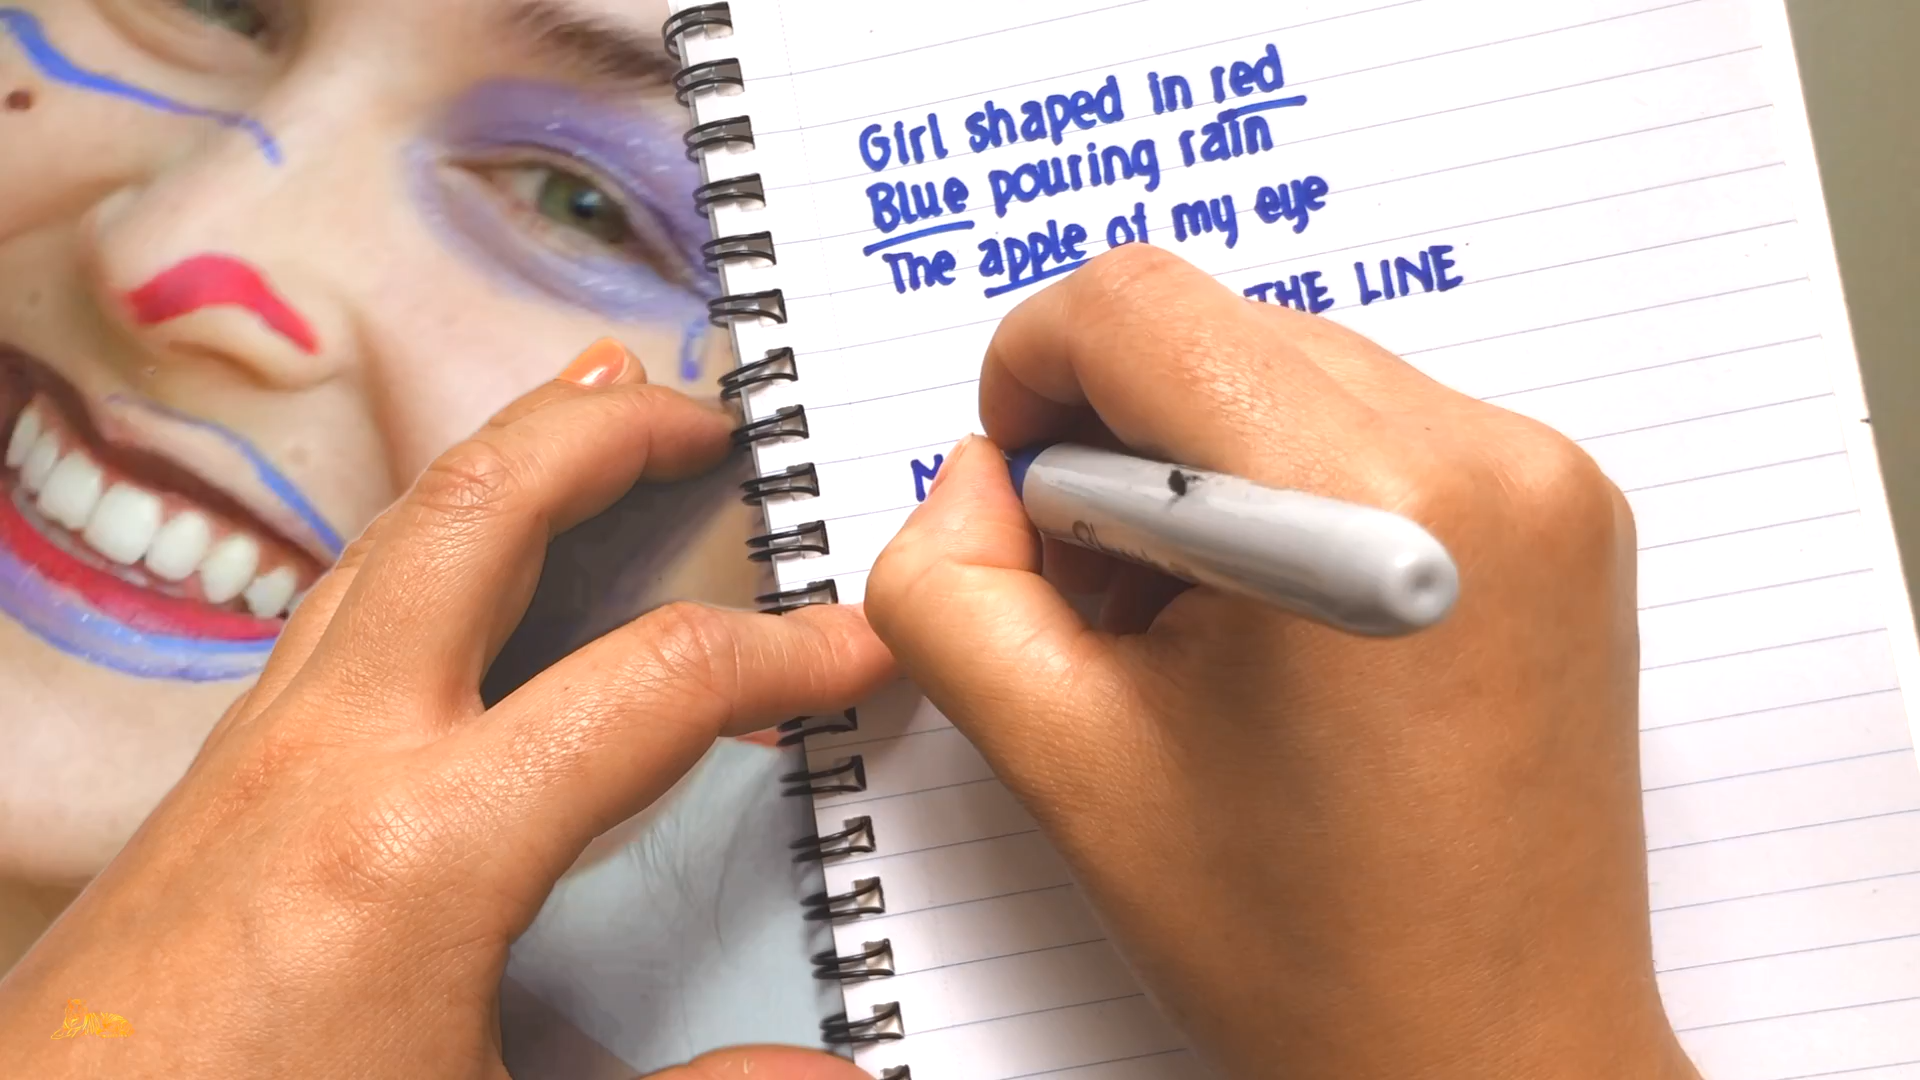 Girl shaped in red
Blue pouring rain
The apple of my eye
THE LINE